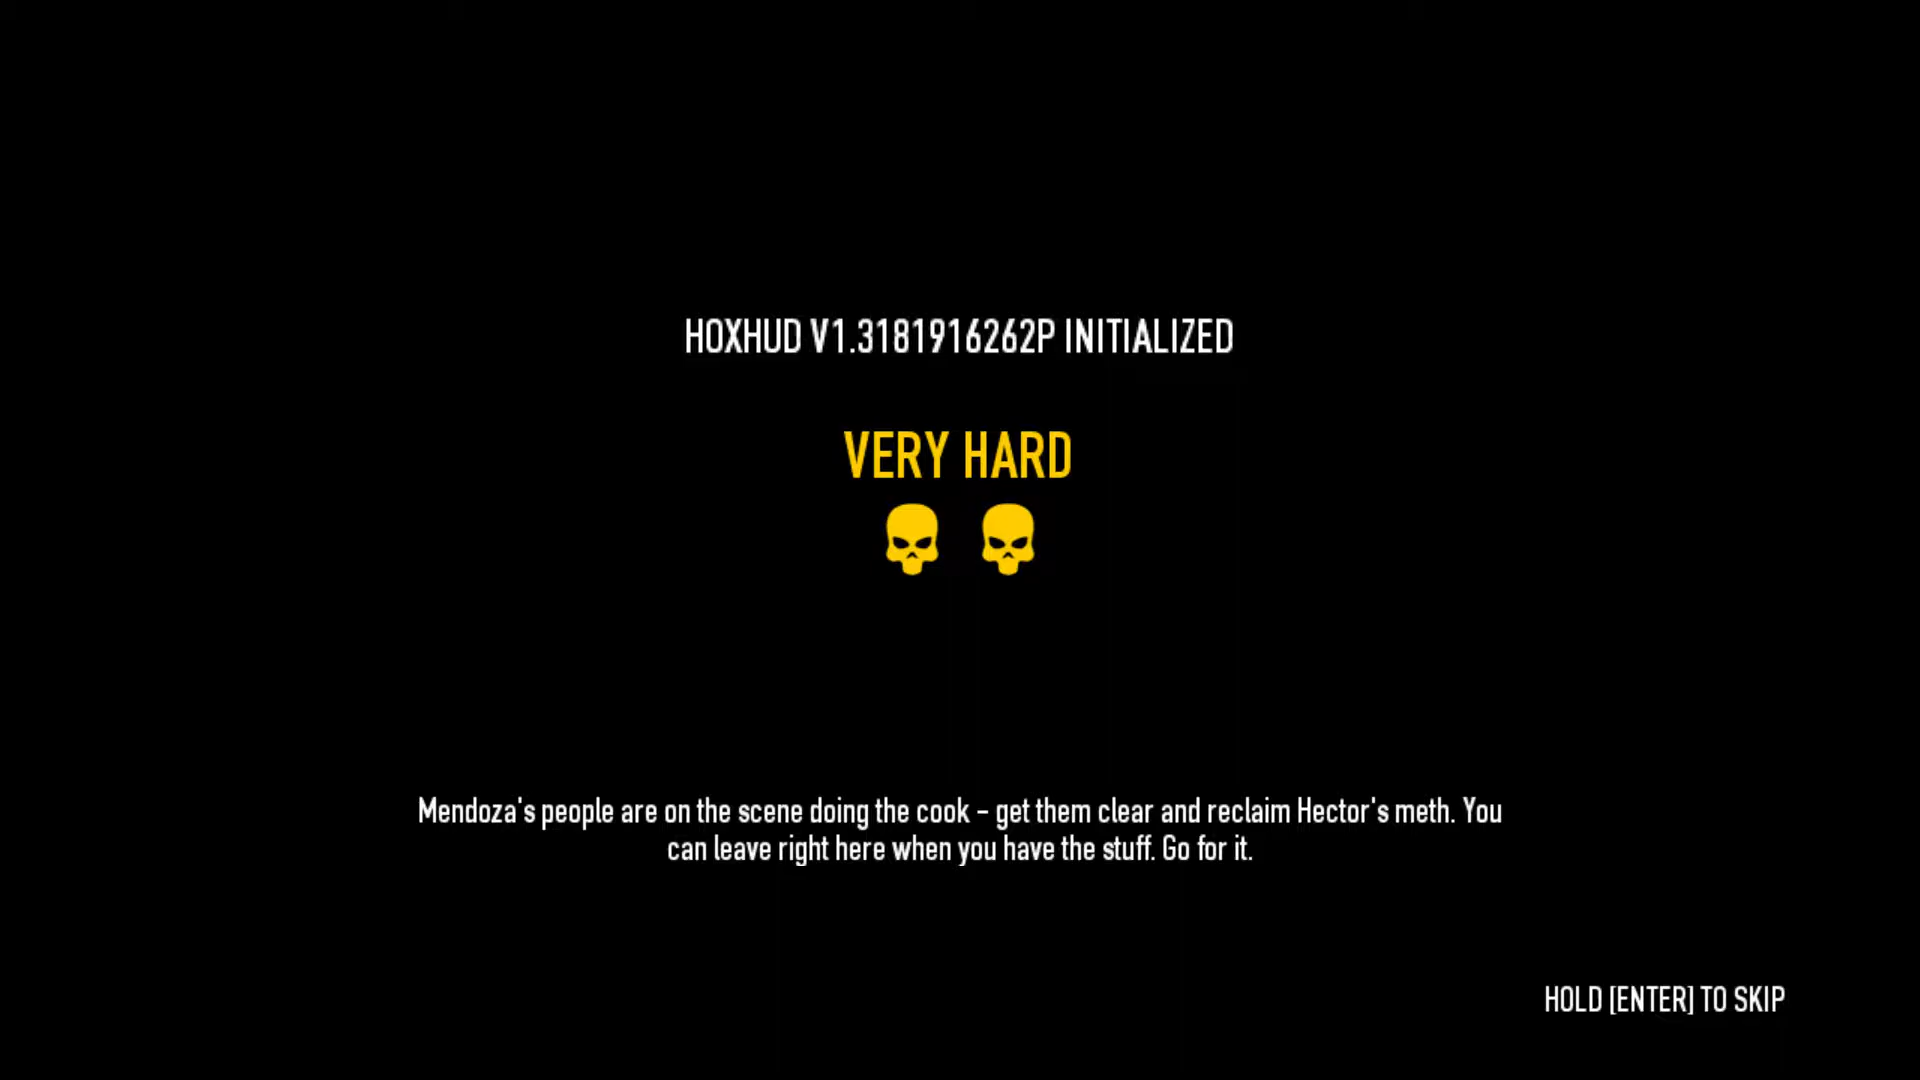 HOXHUD V1.3181916262P INITIALIZED
VERY HARD
Mendoza's people are on the scene doing the cook - get them clear and reclaim Hector's meth. You
can leave right here when you have the stuff. Go for it.
HOLD [ENTER] TO SKIP